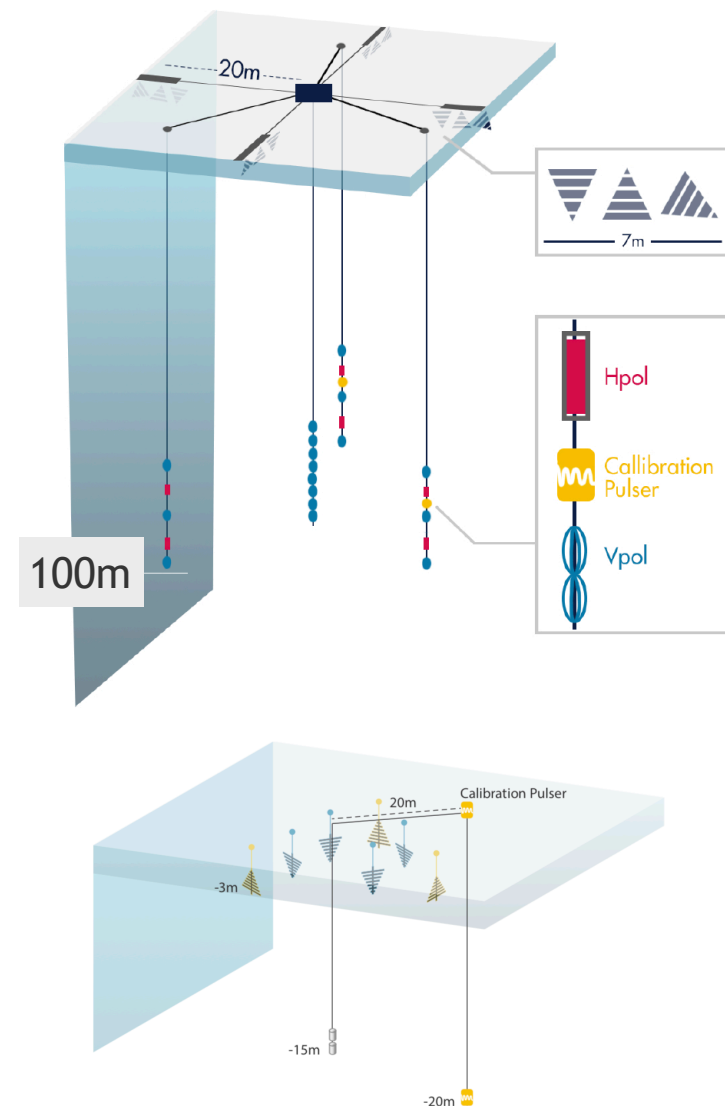 20m
7m
Hpol
Callibration
Pulser
Vpol
100m
Calibration Pulser
20m
-3m
-15m
-20m